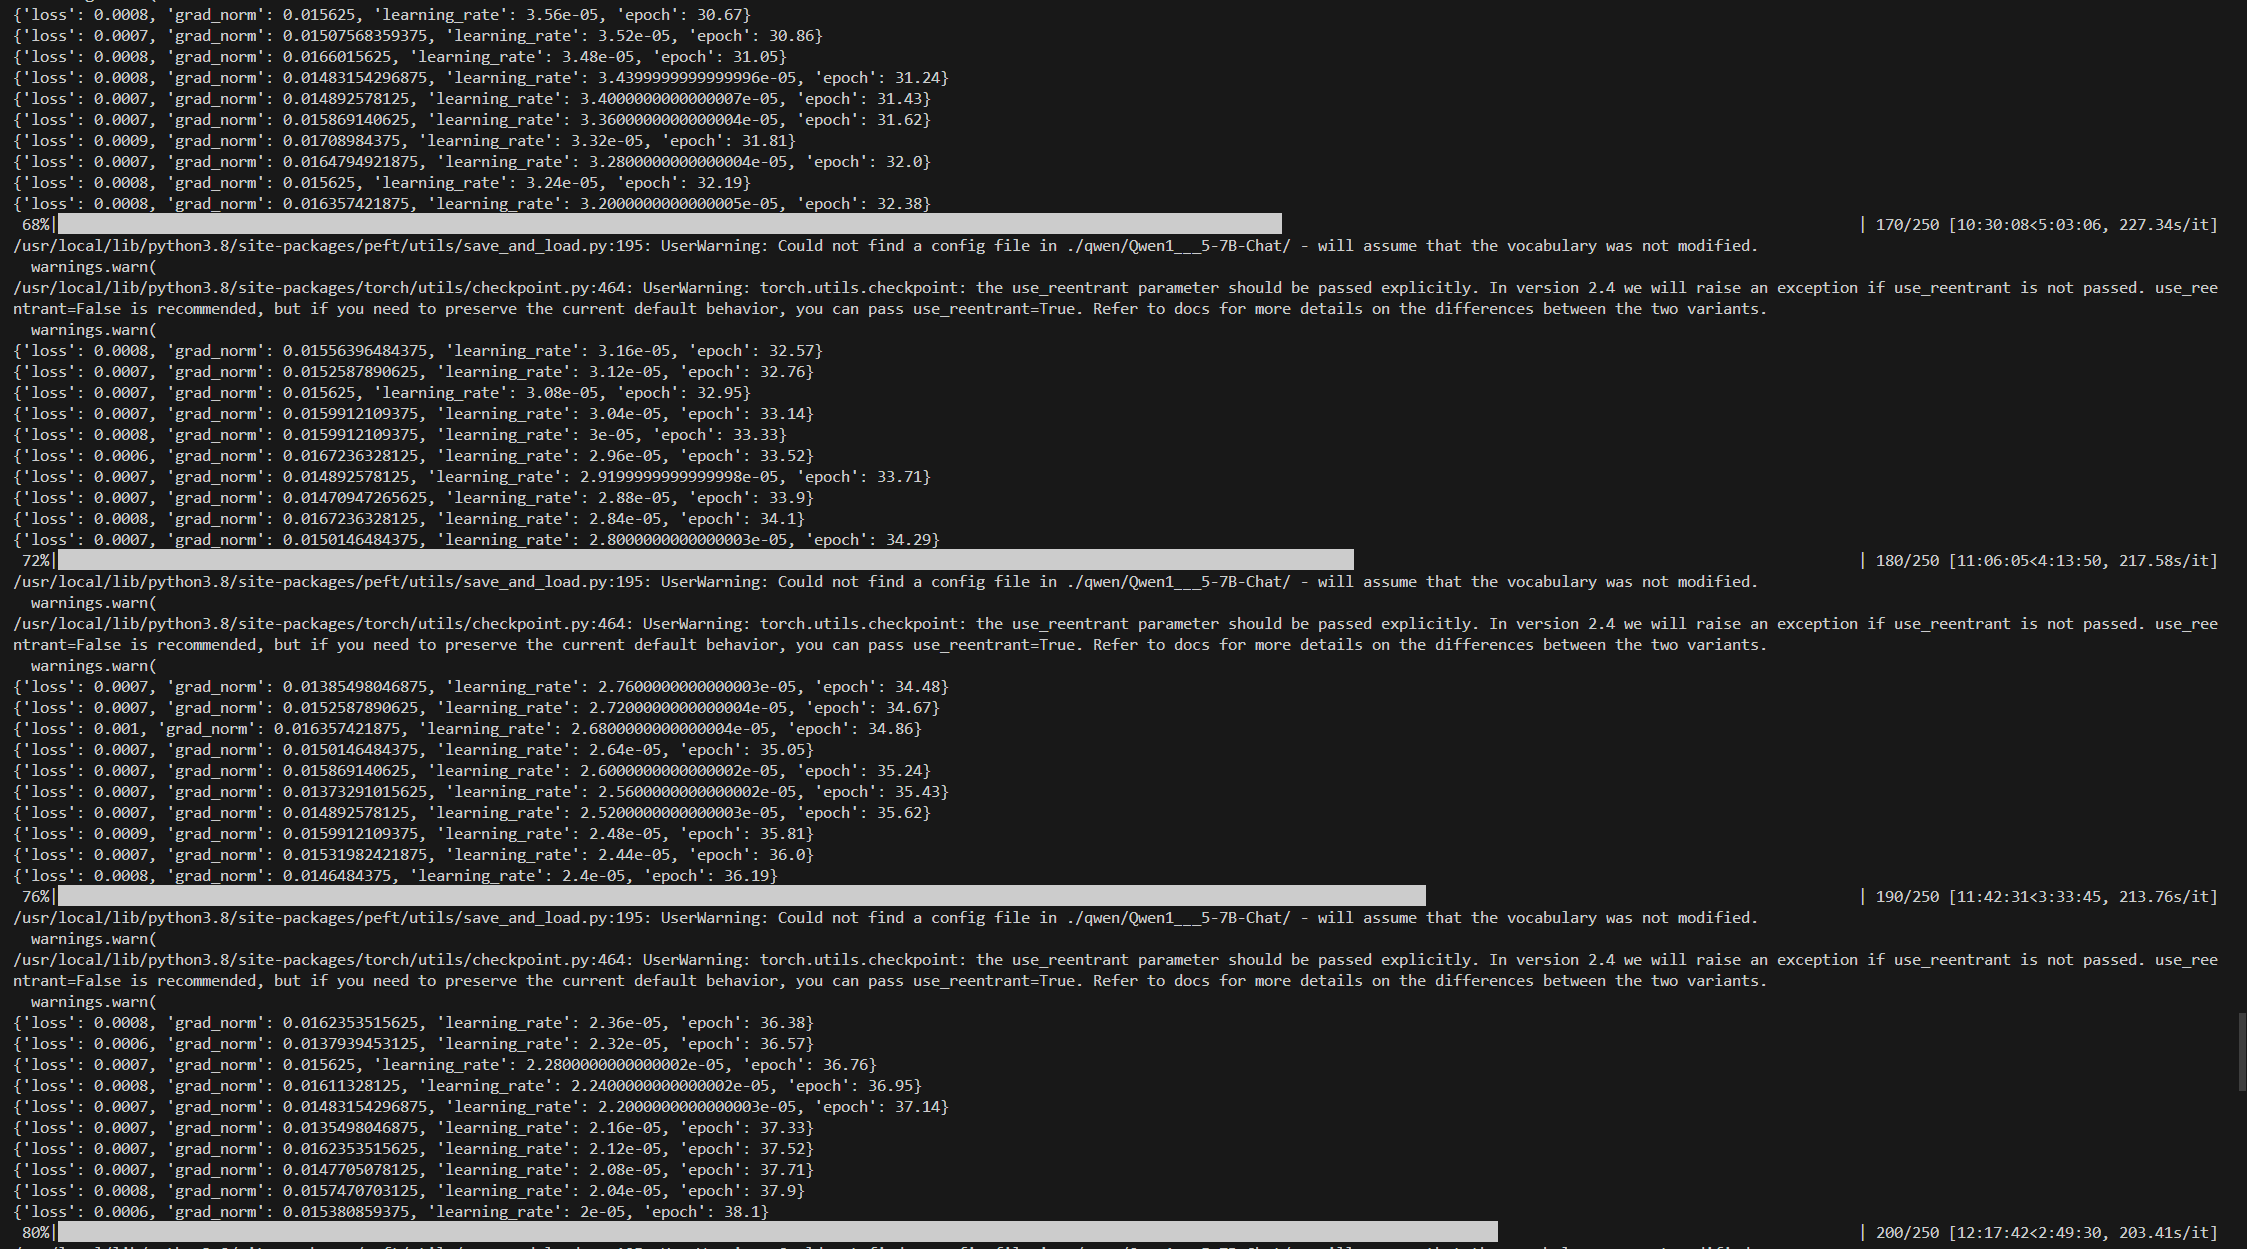 {'loss': 0.0008, 'grad_norm': 0.015625, 'learning_rate': 3.56e-05, 'epoch': 30.67}
{'loss': 0.0007, 'grad_norm': 0.01507568359375, 'learning_rate': 3.52e-05, 'epoch': 30.86}
{'loss': 0.0008, 'grad_norm': 0.0166015625, 'learning_rate': 3.48e-05, 'epoch': 31.05}
{'loss': 0.0008, 'grad_norm': 0.01483154296875, 'learning_rate': 3.4399999999999996e-05, 'epoch': 31.24}
{'loss': 0.0007, 'grad_norm': 0.014892578125, 'learning_rate': 3.4000000000000007e-05, 'epoch': 31.43}
{'loss': 0.0007, 'grad_norm': 0.015869140625, 'learning_rate': 3.3600000000000004e-05, 'epoch': 31.62}
{'loss': 0.0009, 'grad_norm': 0.01708984375, 'learning_rate': 3.32e-05, 'epoch': 31.81}
{'loss': 0.0007, 'grad_norm': 0.0164794921875, 'learning_rate': 3.2800000000000004e-05, 'epoch': 32.0}
{'loss': 0.0008, 'grad_norm': 0.015625, 'learning_rate': 3.24e-05, 'epoch': 32.19}
{'loss': 0.0008, 'grad_norm': 0.016357421875, 'learning_rate': 3.2000000000000005e-05, 'epoch': 32.38}
68%| | 170/250 [10:30:08<5:03:06, 227.34s/it]
/usr/local/lib/python3.8/site-packages/peft/utils/save_and_load.py:195: UserWarning: Could not find a config file in ./qwen/Qwen1___5-7B-Chat/ - will assume that the vocabulary was not modified.
warnings.warn(
/usr/local/lib/python3.8/site-packages/torch/utils/checkpoint.py:464: UserWarning: torch.utils.checkpoint: the use_reentrant parameter should be passed explicitly. In version 2.4 we will raise an exception if use_reentrant is not passed. use_ree
ntrant=False is recommended, but if you need to preserve the current default behavior, you can pass use_reentrant=True. Refer to docs for more details on the differences between the two variants.
warnings.warn(
{'loss': 0.0008, 'grad_norm': 0.01556396484375, 'learning_rate': 3.16e-05, 'epoch': 32.57}
{'loss': 0.0007, 'grad_norm': 0.0152587890625, 'learning_rate': 3.12e-05, 'epoch': 32.76}
{'loss': 0.0007, 'grad_norm': 0.015625, 'learning_rate': 3.08e-05, 'epoch': 32.95}
{'loss': 0.0007, 'grad_norm': 0.0159912109375, 'learning_rate': 3.04e-05, 'epoch': 33.14}
{'loss': 0.0008, 'grad_norm': 0.0159912109375, 'learning_rate': 3e-05, 'epoch': 33.33}
{'loss': 0.0006, 'grad_norm': 0.0167236328125, 'learning_rate': 2.96e-05, 'epoch': 33.52}
{'loss': 0.0007, 'grad_norm': 0.014892578125, 'learning_rate': 2.9199999999999998e-05, 'epoch': 33.71}
{'loss': 0.0007, 'grad_norm': 0.01470947265625, 'learning_rate': 2.88e-05, 'epoch': 33.9}
{'loss': 0.0008, 'grad_norm': 0.0167236328125, 'learning_rate': 2.84e-05, 'epoch': 34.1}
{'loss': 0.0007, 'grad_norm': 0.0150146484375, 'learning_rate': 2.8000000000000003e-05, 'epoch': 34.29}
72%| | 180/250 [11:06:05<4:13:50, 217.58s/it]
/usr/local/lib/python3.8/site-packages/peft/utils/save_and_load.py:195: UserWarning: Could not find a config file in ./qwen/Qwen1___5-7B-Chat/ - will assume that the vocabulary was not modified.
warnings.warn(
/usr/local/lib/python3.8/site-packages/torch/utils/checkpoint.py:464: UserWarning: torch.utils.checkpoint: the use_reentrant parameter should be passed explicitly. In version 2.4 we will raise an exception if use_reentrant is not passed. use_ree
ntrant=False is recommended, but if you need to preserve the current default behavior, you can pass use_reentrant=True. Refer to docs for more details on the differences between the two variants.
warnings.warn(
{'loss': 0.0007, 'grad_norm': 0.01385498046875, 'learning_rate': 2.7600000000000003e-05, 'epoch': 34.48}
{'loss': 0.0007, 'grad_norm': 0.0152587890625, 'learning_rate': 2.7200000000000004e-05, 'epoch': 34.67}
{'loss': 0.001, 'grad_norm': 0.016357421875, 'learning_rate': 2.6800000000000004e-05, 'epoch': 34.86}
{'loss': 0.0007, 'grad_norm': 0.0150146484375, 'learning_rate': 2.64e-05, 'epoch': 35.05}
{'loss': 0.0007, 'grad_norm': 0.015869140625, 'learning_rate': 2.6000000000000002e-05, 'epoch': 35.24}
{'loss': 0.0007, 'grad_norm': 0.01373291015625, 'learning_rate': 2.5600000000000002e-05, 'epoch': 35.43}
{'loss': 0.0007, 'grad_norm': 0.014892578125, 'learning_rate': 2.5200000000000003e-05, 'epoch': 35.62}
{'loss': 0.0009, 'grad_norm': 0.0159912109375, 'learning_rate': 2.48e-05, 'epoch': 35.81}
{'loss': 0.0007, 'grad_norm': 0.01531982421875, 'learning_rate': 2.44e-05, 'epoch': 36.0}
{'loss': 0.0008, 'grad_norm': 0.0146484375, 'learning_rate': 2.4e-05, 'epoch': 36.19}
76%| | 190/250 [11:42:31<3:33:45, 213.76s/it]
/usr/local/lib/python3.8/site-packages/peft/utils/save_and_load.py:195: UserWarning: Could not find a config file in ./qwen/Qwen1___5-7B-Chat/ - will assume that the vocabulary was not modified.
warnings.warn(
/usr/local/lib/python3.8/site-packages/torch/utils/checkpoint.py:464: UserWarning: torch.utils.checkpoint: the use_reentrant parameter should be passed explicitly. In version 2.4 we will raise an exception if use_reentrant is not passed. use_ree
ntrant=False is recommended, but if you need to preserve the current default behavior, you can pass use_reentrant=True. Refer to docs for more details on the differences between the two variants.
warnings.warn(
{'loss': 0.0008, 'grad_norm': 0.0162353515625, 'learning_rate': 2.36e-05, 'epoch': 36.38}
{'loss': 0.0006, 'grad_norm': 0.0137939453125, 'learning_rate': 2.32e-05, 'epoch': 36.57}
{'loss': 0.0007, 'grad_norm': 0.015625, 'learning_rate': 2.2800000000000002e-05, 'epoch': 36.76}
{'loss': 0.0008, 'grad_norm': 0.01611328125, 'learning_rate': 2.2400000000000002e-05, 'epoch': 36.95}
{'loss': 0.0007, 'grad_norm': 0.01483154296875, 'learning_rate': 2.2000000000000003e-05, 'epoch': 37.14}
{'loss': 0.0007, 'grad_norm': 0.0135498046875, 'learning_rate': 2.16e-05, 'epoch': 37.33}
{'loss': 0.0007, 'grad_norm': 0.0162353515625, 'learning_rate': 2.12e-05, 'epoch': 37.52}
{'loss': 0.0007, 'grad_norm': 0.0147705078125, 'learning_rate': 2.08e-05, 'epoch': 37.71}
{'loss': 0.0008, 'grad_norm': 0.0157470703125, 'learning_rate': 2.04e-05, 'epoch': 37.9}
{'loss': 0.0006, 'grad_norm': 0.015380859375, 'learning_rate': 2e-05, 'epoch': 38.1}
80%| | 200/250 [12:17:42<2:49:30, 203.41s/it]